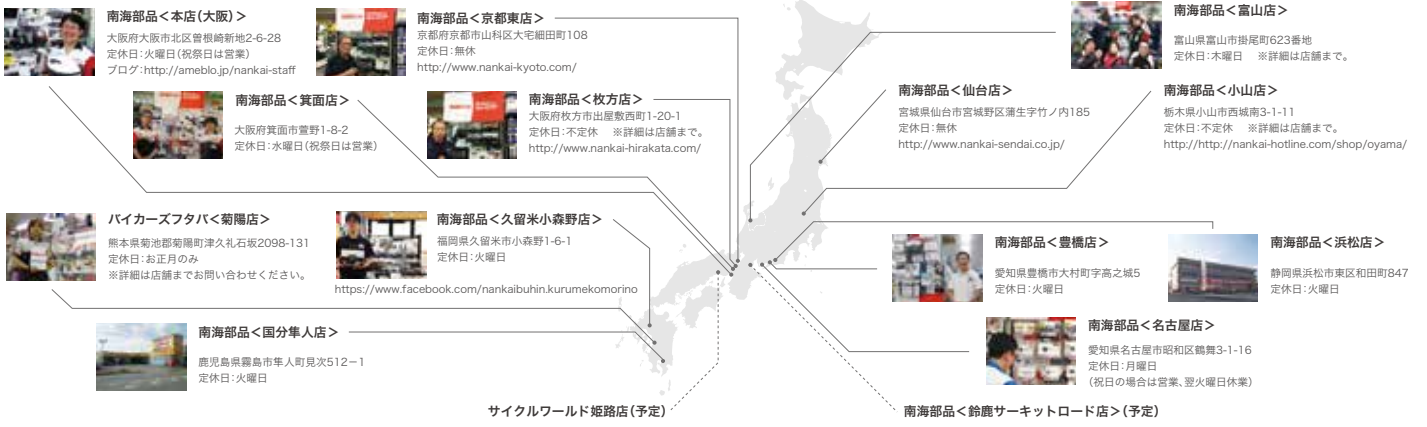 南海部品<本店(大阪)>
大阪府大阪市北区曽根崎新地2-6-28
定休日:火曜日(祝祭日は営業)
ブログ:http://ameblo.jp/nankai-staff
南海部品<京都東店>
京都府京都市山科区大宅細田町108
定休日:無休
http://www.nankai-kyoto.com/
南海部品<富山店>
富山県富山市掛尾町623番地
定休日:木曜日 ※詳細は店舗まで。
南海部品<箕面店>
大阪府箕面市萱野1-8-2
定休日:水曜日(祝祭日は営業)
南海部品<枚方店>
大阪府枚方市出屋敷西町1-20-1
定休日:不定休 ※詳細は店舗まで。
http://www.nankai-hirakata.com/
南海部品<仙台店>
宮城県仙台市宮城野区蒲生字竹ノ内185
定休日:無休
http://www.nankai-sendai.co.jp/
南海部品<小山店>
栃木県小山市西城南3-1-11
定休日:不定休 ※詳細は店舗まで。
http://http://nankai-hotline.com/shop/oyama/
バイカーズフタバ<菊陽店>
熊本県菊池郡菊陽町津久礼石坂2098-131
定休日:お正月のみ
※詳細は店舗までお問い合わせください。
南海部品<久留米小森野店>
福岡県久留米市小森野1-6-1
定休日:火曜日
https://www.facebook.com/nankaibuhin.kurumekomorino
南海部品<豊橋店>
愛知県豊橋市大村町字高之城5
定休日:火曜日
南海部品<浜松店>
静岡県浜松市東区和田町847
定休日:火曜日
南海部品<国分隼人店>
鹿児島県霧島市隼人町見次512－1
定休日:火曜日
南海部品<名古屋店>
愛知県名古屋市昭和区鶴舞3-1-16
定休日:月曜日
(祝日の場合は営業、翌火曜日休業)
サイクルワールド姫路店(予定)
南海部品<鈴鹿サーキットロード店>(予定)